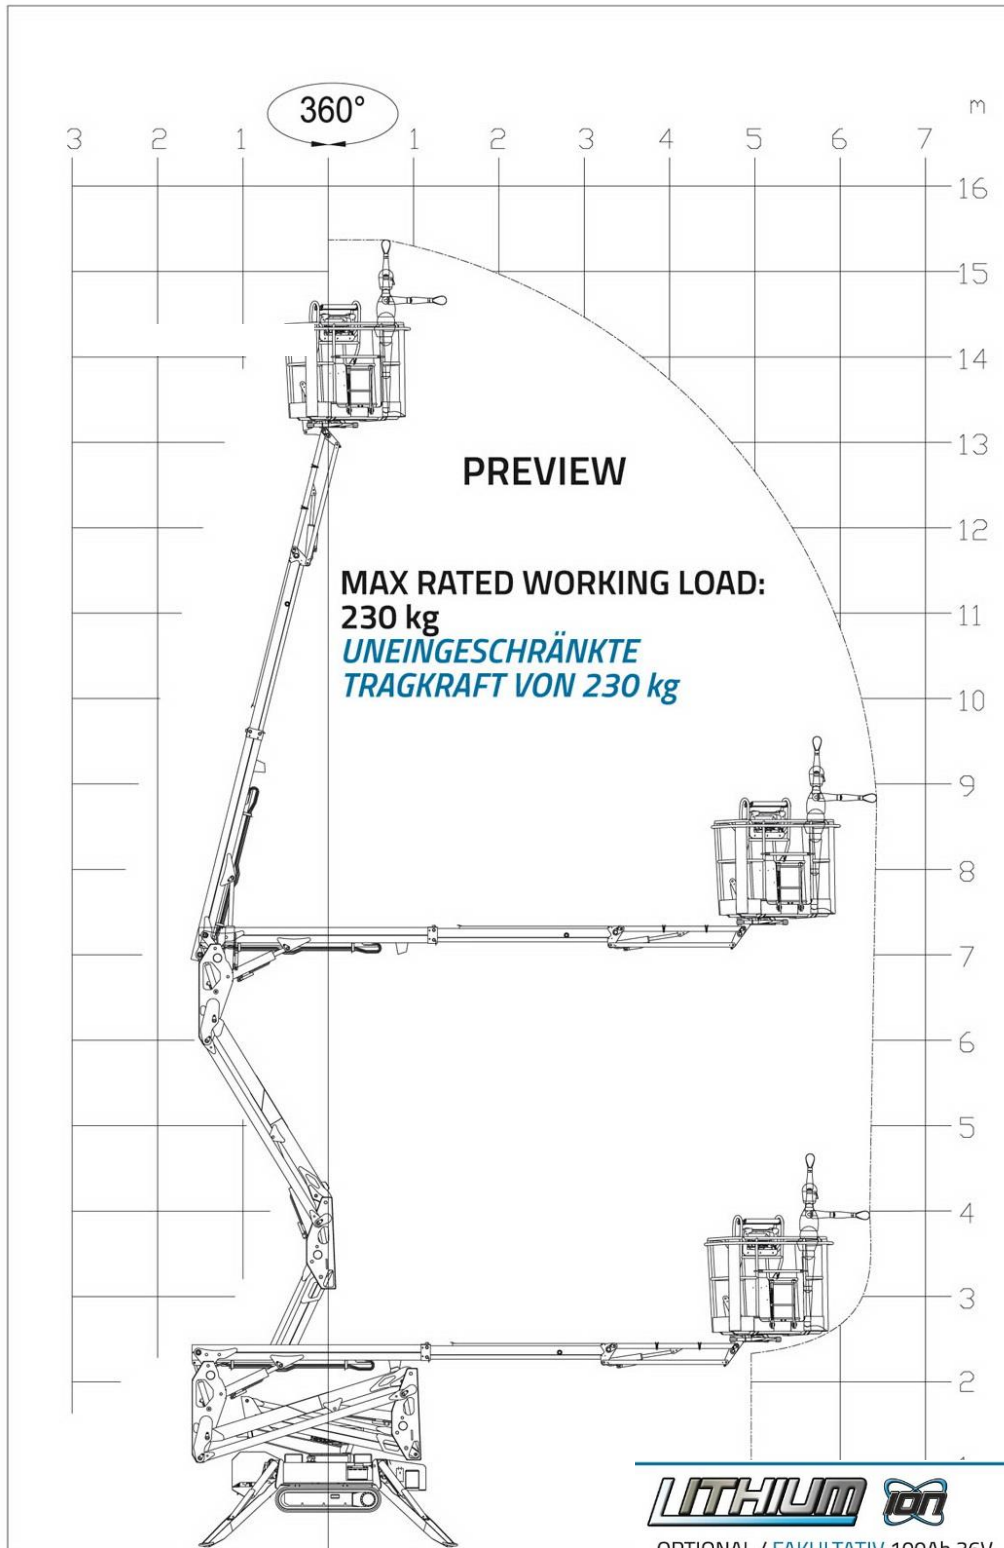 360°
m
3 2 1 1 2 3 4 5 6 7
16
15
14
13
PREVIEW
12
MAX RATED WORKING LOAD:
11
230 kg
UNEINGESCHRÄNKTE
TRAGKRAFT VON 230 kg
10
9
8
7
6
5
4
3
2
LITHIUM ion
OPTIONAL / FAKULTATIV 100Ah 36V